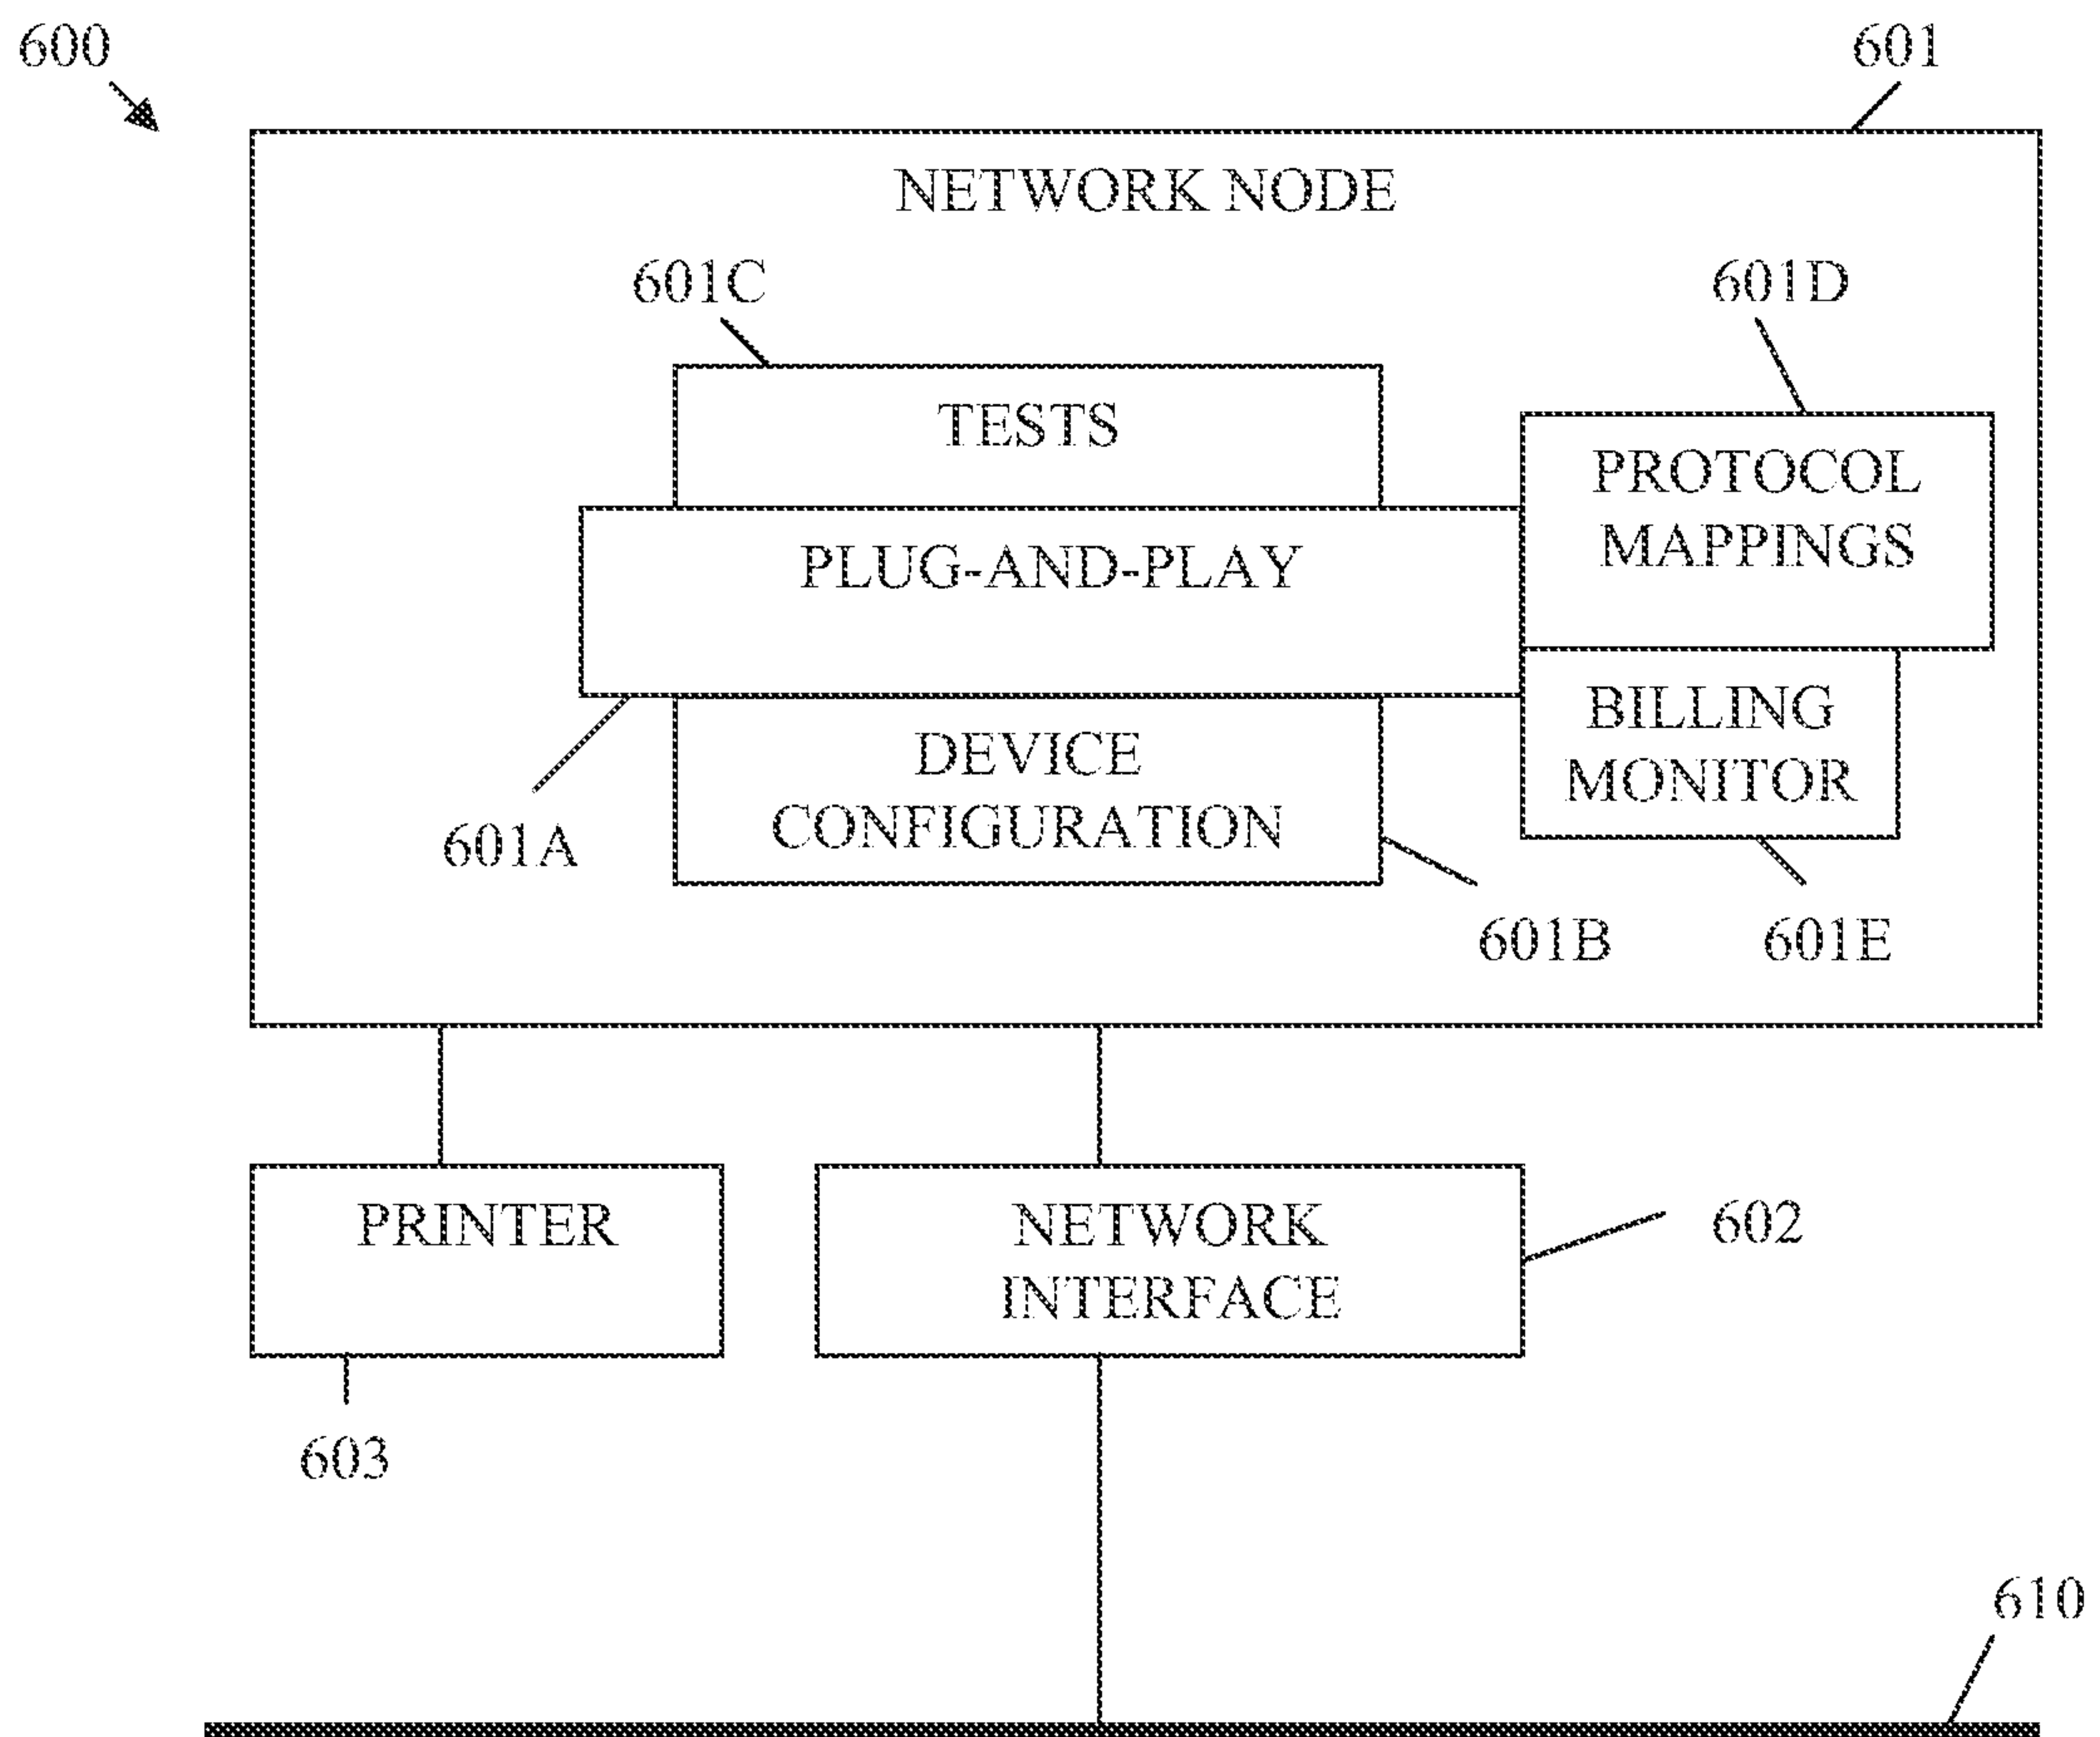 600
601
NETWORK NODE
601C
601D
TESTS
PROTOCOL
MAPPINGS
PLUG-AND-PLAY
BILLING
MONITOR
DEVICE
CONFIGURATION
601A
601B
601E
PRINTER
NETWORK
INTERFACE
602
603
610